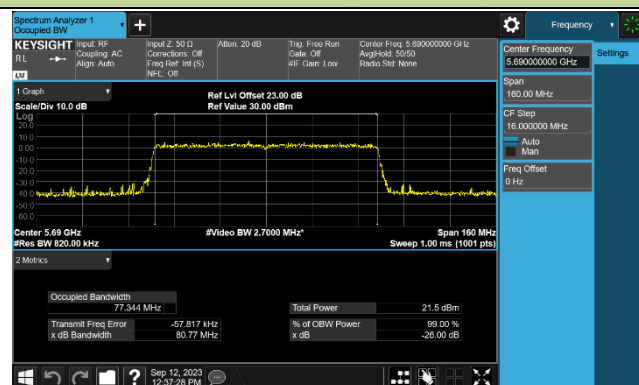 Spectrum Analyzer 1
Occupied BW
Frequency
KEYSIGHT
RL
LXI
Input: RF
Coupling: AC
Align: Auto
Input Z: 50 Ω
Corrections: Off
Freq Ref: Int (S)
NFE: Off
Atten: 20 dB
Trig: Free Run
Gate: Off
#IF Gain: Low
Center Freq: 5.690000000 GHz
Avg|Hold: 50/50
Radio Std: None
Center Frequency
5.690000000 GHz
Settings
Span
160.00 MHz
CF Step
16.000000 MHz
Auto
Man
Freq Offset
0 Hz
1 Graph
Scale/Div 10.0 dB
Ref Lvl Offset 23.00 dB
Ref Value 30.00 dBm
Log
20.0
10.0
0.00
-10.0
-20.0
-30.0
-40.0
-50.0
-60.0
Center 5.69 GHz
#Res BW 820.00 kHz
#Video BW 2.7000 MHz*
Span 160 MHz
Sweep 1.00 ms (1001 pts)
2 Metrics
Occupied Bandwidth
77.344 MHz
Total Power 21.5 dBm
Transmit Freq Error -57.817 kHz
% of OBW Power 99.00 %
x dB Bandwidth 80.77 MHz
x dB -26.00 dB
?
Sep 12, 2023
12:37:28 PM